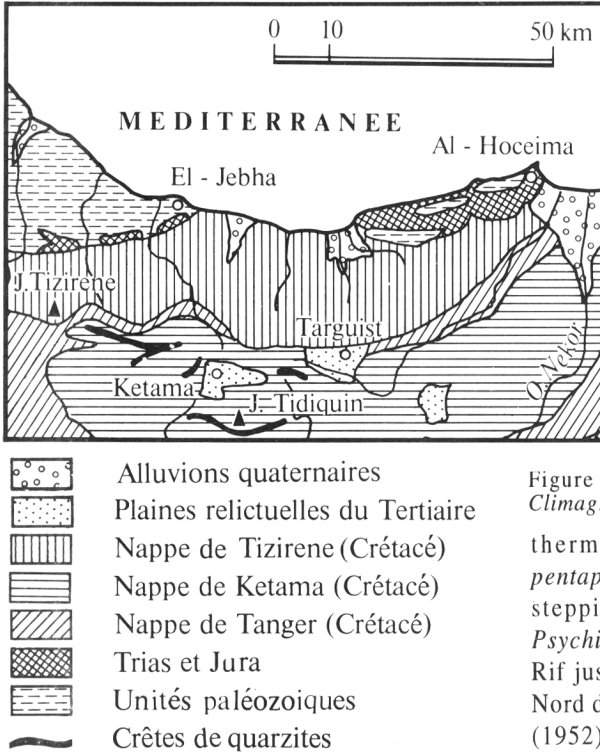 0 10 50 km
MEDITERRANEE
Al - Hoceima
El - Jebha
J. Tizirene
Targuist
Ketama
J. Tidiquin
O. Nekor
Alluvions quaternaires
Plaines relictuelles du Tertiaire
Nappe de Tizirene (Crétacé)
Nappe de Ketama (Crétacé)
Nappe de Tanger (Crétacé)
Trias et Jura
Unités paléozoiques
Crêtes de quarzites
Figure
Climag
therm
pentap
steppi
Psychi
Rif jus
Nord d
(1952)